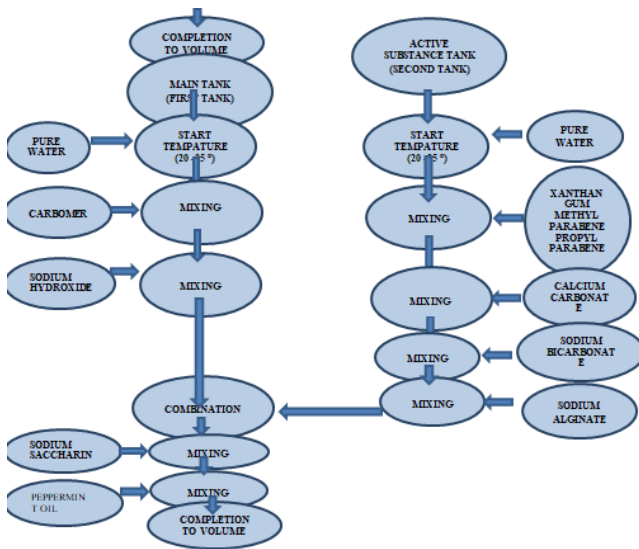 COMPLETION
TO VOLUME
MAIN TANK
(FIRST TANK)
PURE
WATER
START
TEMPATURE
(20 - 25 º)
CARBOMER
MIXING
SODIUM
HYDROXIDE
MIXING
COMBINATION
SODIUM
SACCHARIN
MIXING
PEPPERMIN
T OIL
MIXING
COMPLETION
TO VOLUME
ACTIVE
SUBSTANCE TANK
(SECOND TANK)
START
TEMPATURE
PURE
WATER
MIXING
XANTHAN
GUM
METHYL
PARABENE
PROPYL
PARABENE
MIXING
CALCIUM
CARBONAT
E
MIXING
SODIUM
BICARBONAT
E
MIXING
SODIUM
ALGINATE